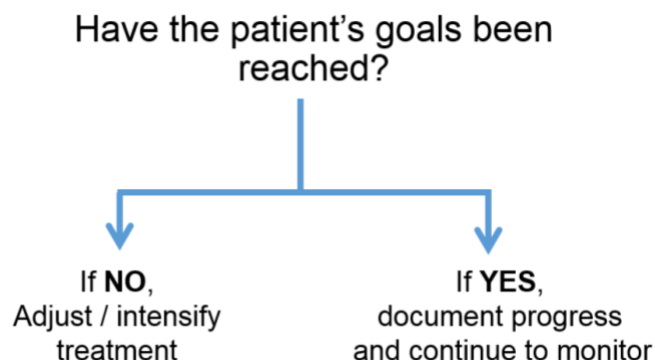 Have the patient’s goals been
reached?
If NO,
Adjust / intensify
treatment
If YES,
document progress
and continue to monitor